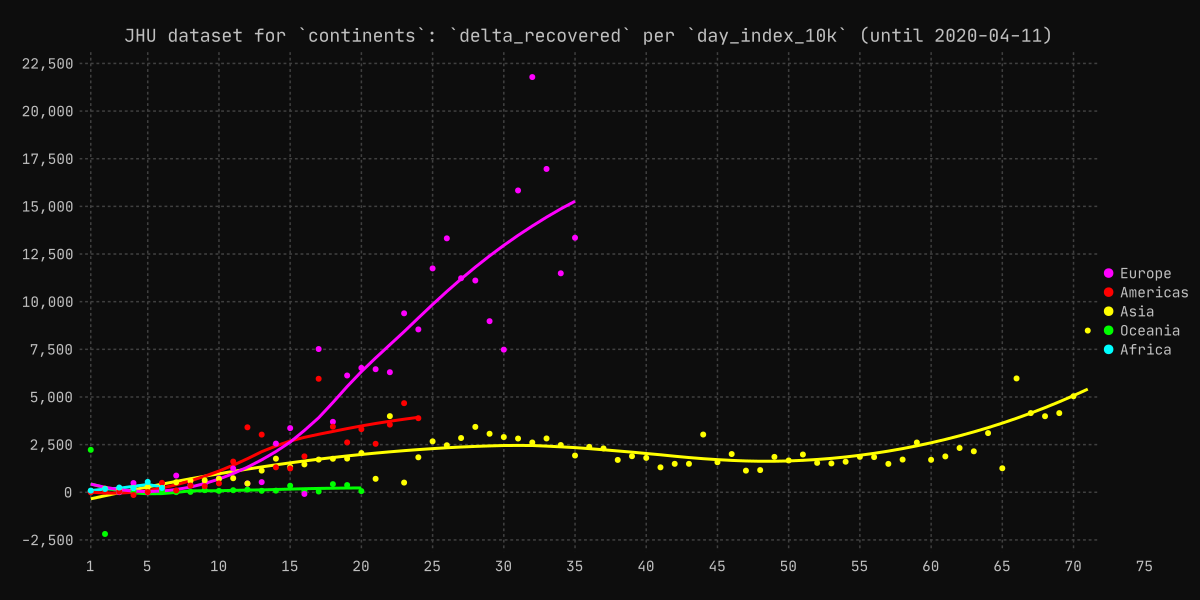 JHU dataset for `continents`: `delta_recovered` per `day_index_10k` (until 2020-04-11)
22,500
20,000
17,500
15,000
12,500
10,000
7,500
5,000
2,500
0
-2,500
1 5 10 15 20 25 30 35 40 45 50 55 60 65 70 75
Europe
Americas
Asia
Oceania
Africa